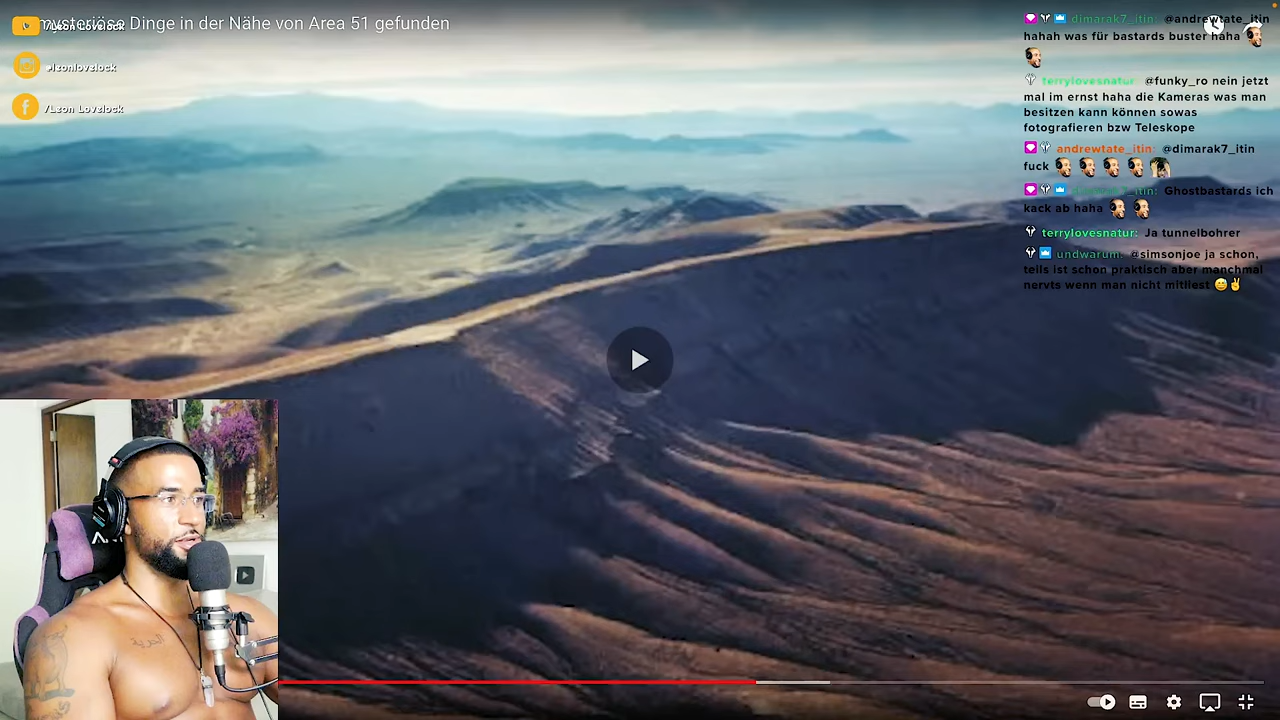 mysteriöse Dinge in der Nähe von Area 51 gefunden
/Leon Lovelock
leonlovelock
/Leon Lovelock
dimarak7_itin: @andrewtate_itin
hahah was für bastards buster haha
terrylovesnatur: @funky_ro nein jetzt
mal im ernst haha die Kameras was man
besitzen kann können sowas
fotografieren bzw Teleskope
andrewtate_itin: @dimarak7_itin
fuck
dimarak7_itin: Ghostbastards ich
kack ab haha
terrylovesnatur: Ja tunnelbohrer
undwarum: @simsonjoe ja schon,
teils ist schon praktisch aber manchmal
nervts wenn man nicht mitliest 😅✌️